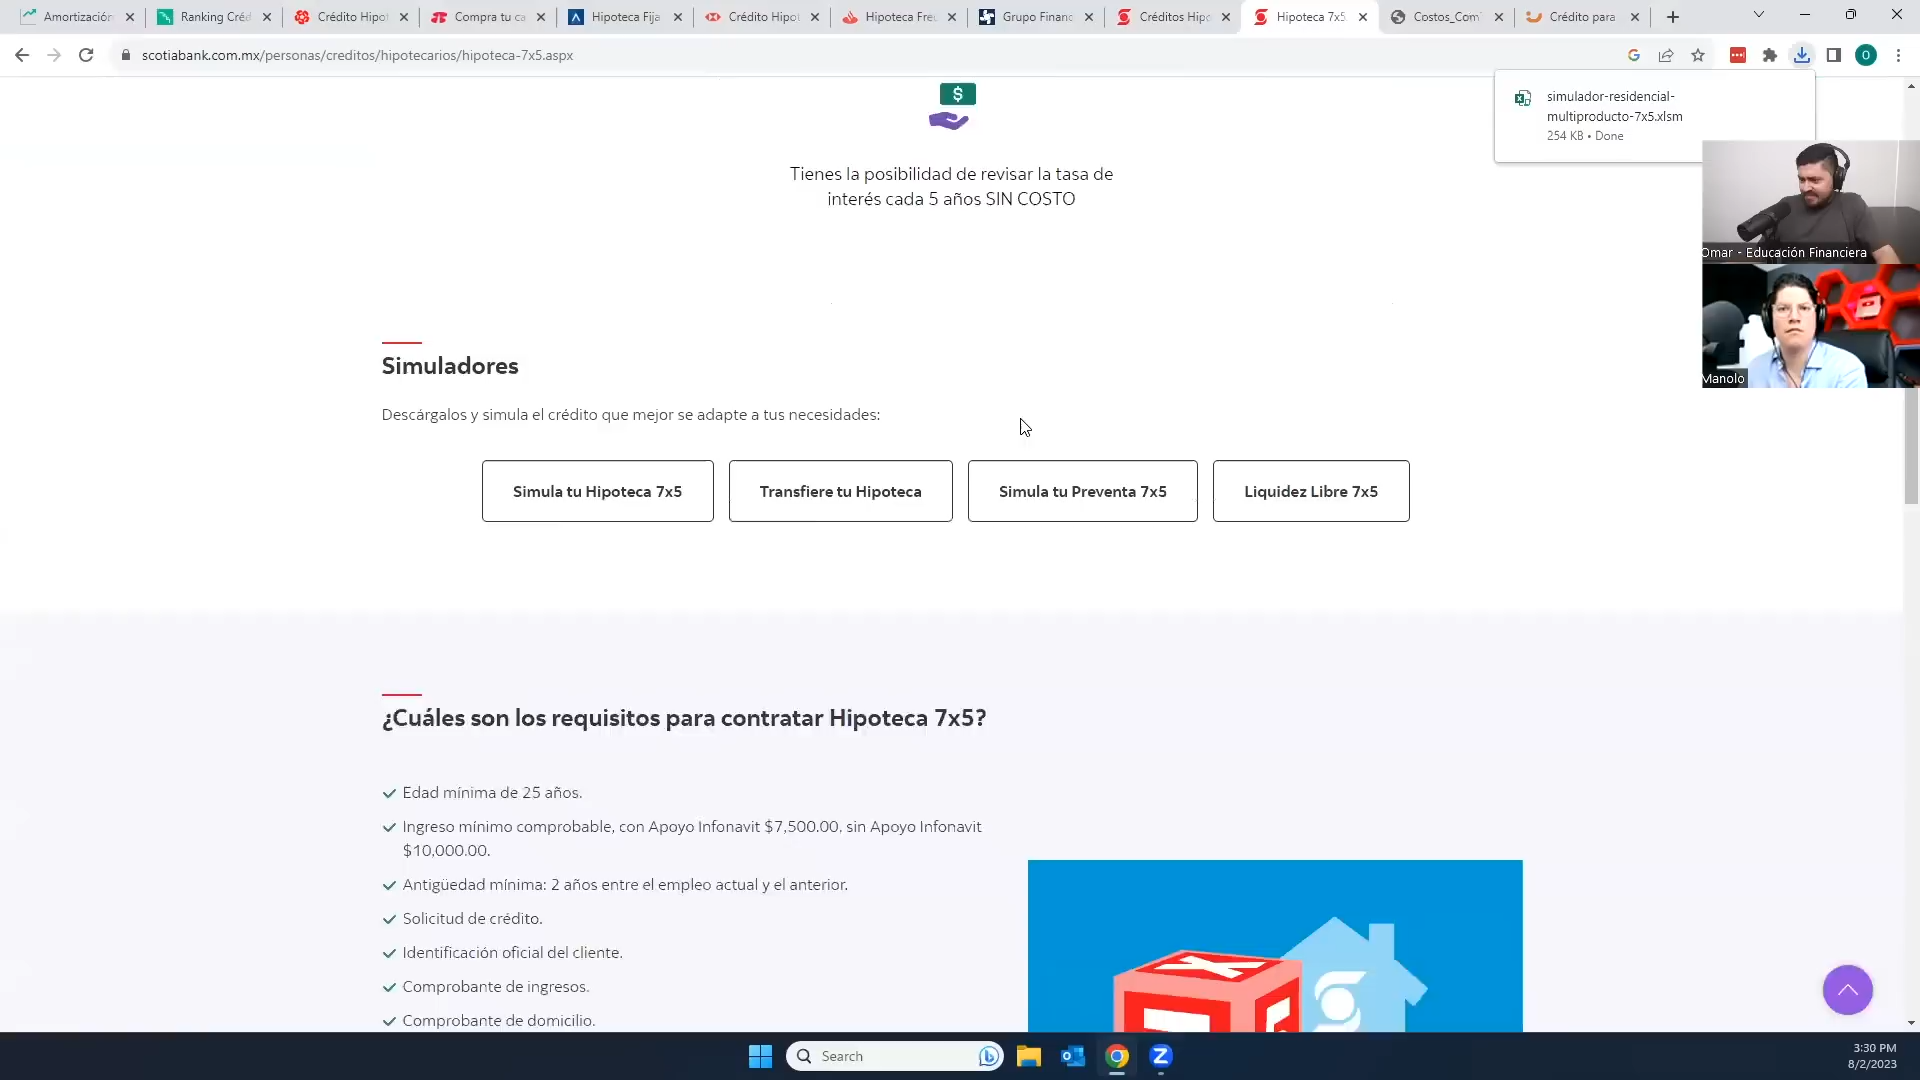 Amortización
Ranking Créd
Crédito Hipot
Compra tu ca
Hipoteca Fija
Crédito Hipot
Hipoteca Free
Grupo Financ
Créditos Hipo
Hipoteca 7x5
Costos_Com
Crédito para
scotiabank.com.mx/personas/creditos/hipotecarios/hipoteca-7x5.aspx
O
simulador-residencial-
multiproducto-7x5.xlsm
254 KB • Done
$
Tienes la posibilidad de revisar la tasa de
interés cada 5 años SIN COSTO
Omar - Educación Financiera
Manolo
Simuladores
Descárgalos y simula el crédito que mejor se adapte a tus necesidades:
Simula tu Hipoteca 7x5
Transfiere tu Hipoteca
Simula tu Preventa 7x5
Liquidez Libre 7x5
¿Cuáles son los requisitos para contratar Hipoteca 7x5?
Edad mínima de 25 años.
Ingreso mínimo comprobable, con Apoyo Infonavit $7,500.00, sin Apoyo Infonavit
$10,000.00.
Antigüedad mínima: 2 años entre el empleo actual y el anterior.
Solicitud de crédito.
Identificación oficial del cliente.
Comprobante de ingresos.
Comprobante de domicilio.
Search
3:30 PM
8/2/2023